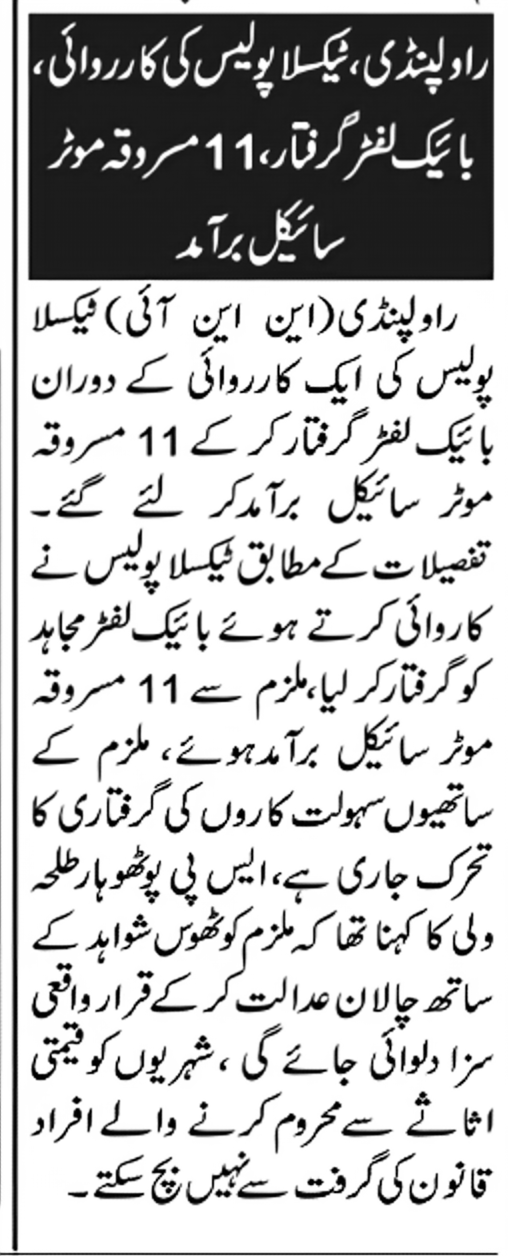 راولپنڈی، ٹیکسلا پولیس کی کارروائی،
بائیک لفٹر گرفتار، 11 مسروقہ موٹر
سائیکل برآمد
راولپنڈی (این این آئی) ٹیکسلا
پولیس کی ایک کارروائی کے دوران
بائیک لفٹر گرفتار کر کے 11 مسروقہ
موٹر سائیکل برآمد کر لئے گئے۔
تفصیلات کے مطابق ٹیکسلا پولیس نے
کاروائی کرتے ہوئے بائیک لفٹر مجاہد
کو گرفتار کر لیا، ملزم سے 11 مسروقہ
موٹر سائیکل برآمد ہوئے، ملزم کے
ساتھیوں سہولت کاروں کی گرفتاری کا
تحرک جاری ہے، ایس پی پوٹھوہار طلحہ
ولی کا کہنا تھا کہ ملزم کو ٹھوس شواہد کے
ساتھ چالان عدالت کر کے قرار واقعی
سزا دلوائی جائے گی ، شہریوں کو قیمتی
اثاثے سے محروم کرنے والے افراد
قانون کی گرفت سے نہیں بچ سکتے۔